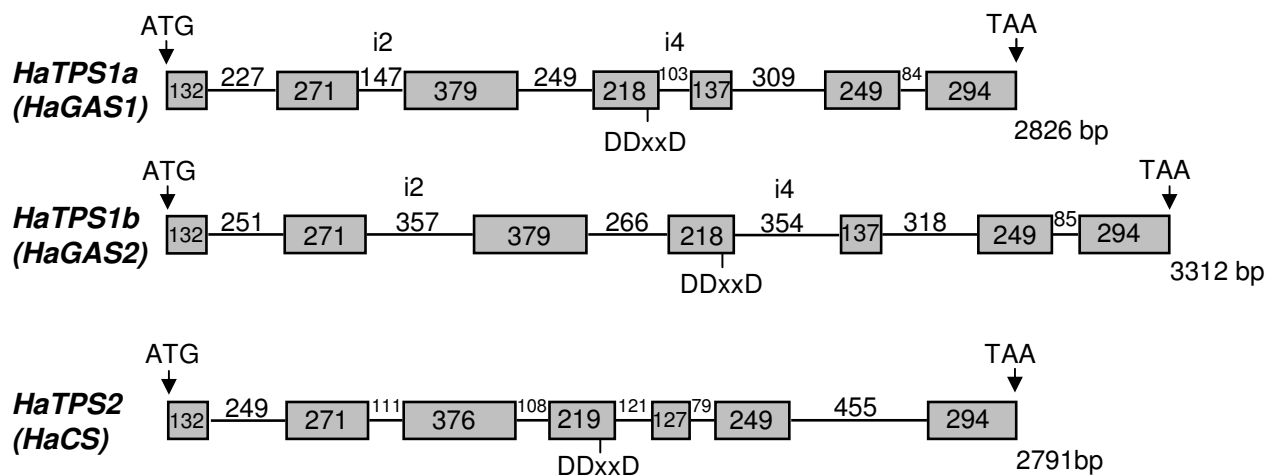 ATG TAA
i2 i4
HaTPS1a 227 147 249 103 309 84
132 271 379 218 137 249 294
(HaGAS1)
DDxxD 2826 bp
ATG TAA
i2 i4
HaTPS1b 251 357 266 354 318 85
132 271 379 218 137 249 294
(HaGAS2)
DDxxD 3312 bp
ATG TAA
HaTPS2 249 111 108 121 79 455
132 271 376 219 127 249 294
(HaCS)
DDxxD 2791bp